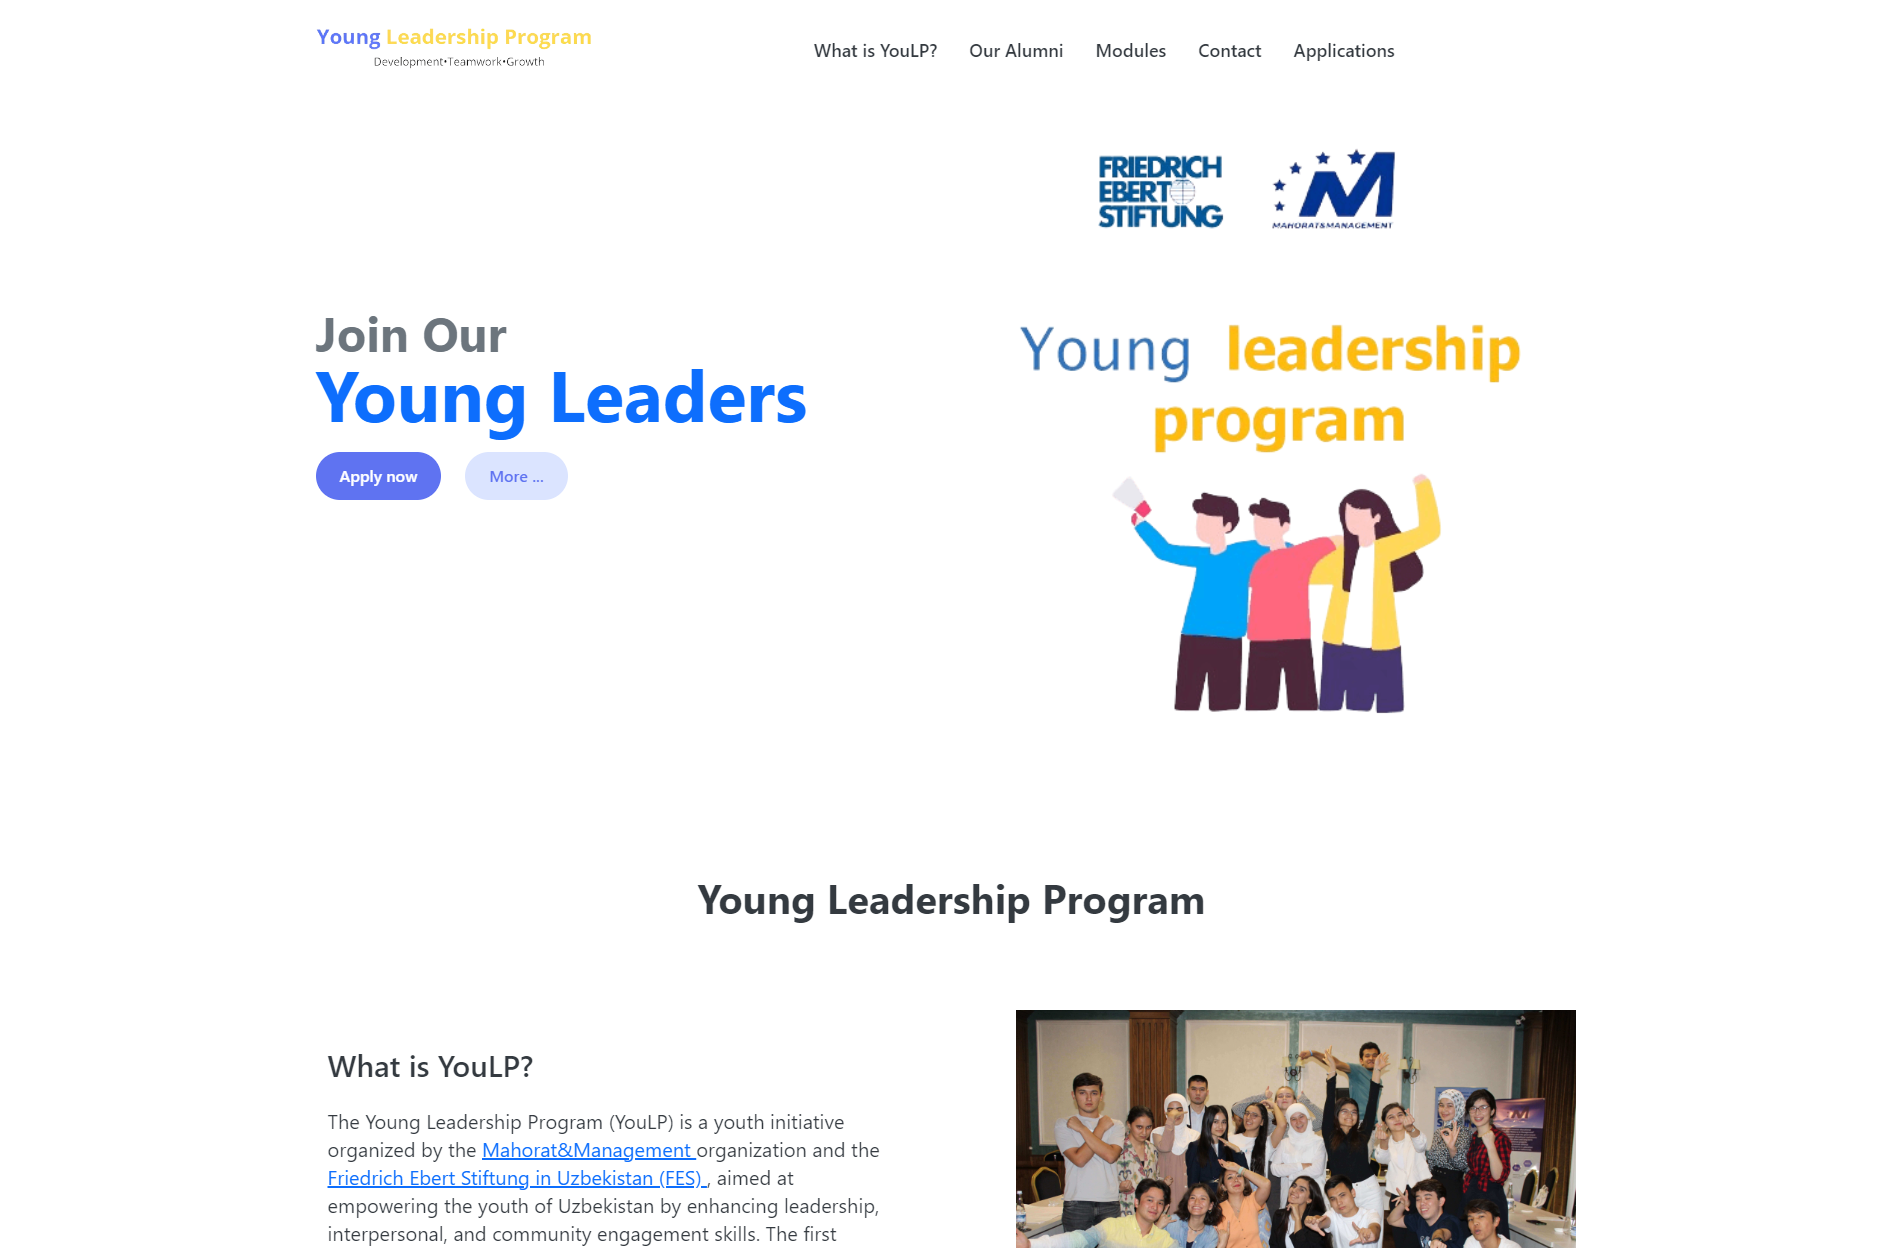 Young Leadership Program
Development•Teamwork•Growth
What is YouLP?
Our Alumni
Modules
Contact
Applications
FRIEDRICH
EBERT
STIFTUNG
M
MAHORAT&MANAGEMENT
Join Our
Young Leaders
Apply now
More ...
Young leadership
program
Young Leadership Program
What is YouLP?
The Young Leadership Program (YouLP) is a youth initiative
organized by the Mahorat&Management organization and the
Friedrich Ebert Stiftung in Uzbekistan (FES) , aimed at
empowering the youth of Uzbekistan by enhancing leadership,
interpersonal, and community engagement skills. The first